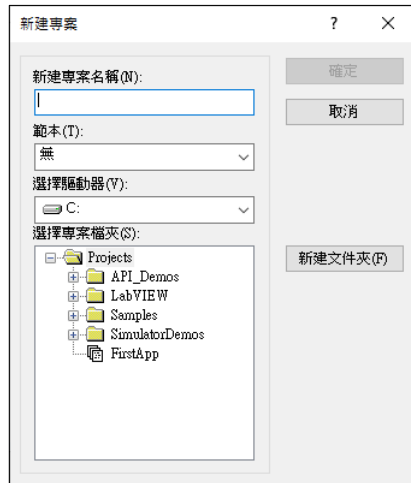 新建專案
新建專案名稱(N):
確定
取消
範本(T):
無
選擇驅動器(V):
C:
選擇專案檔夾(S):
新建文件夾(F)
Projects
API_Demos
LabVIEW
Samples
SimulatorDemos
FirstApp